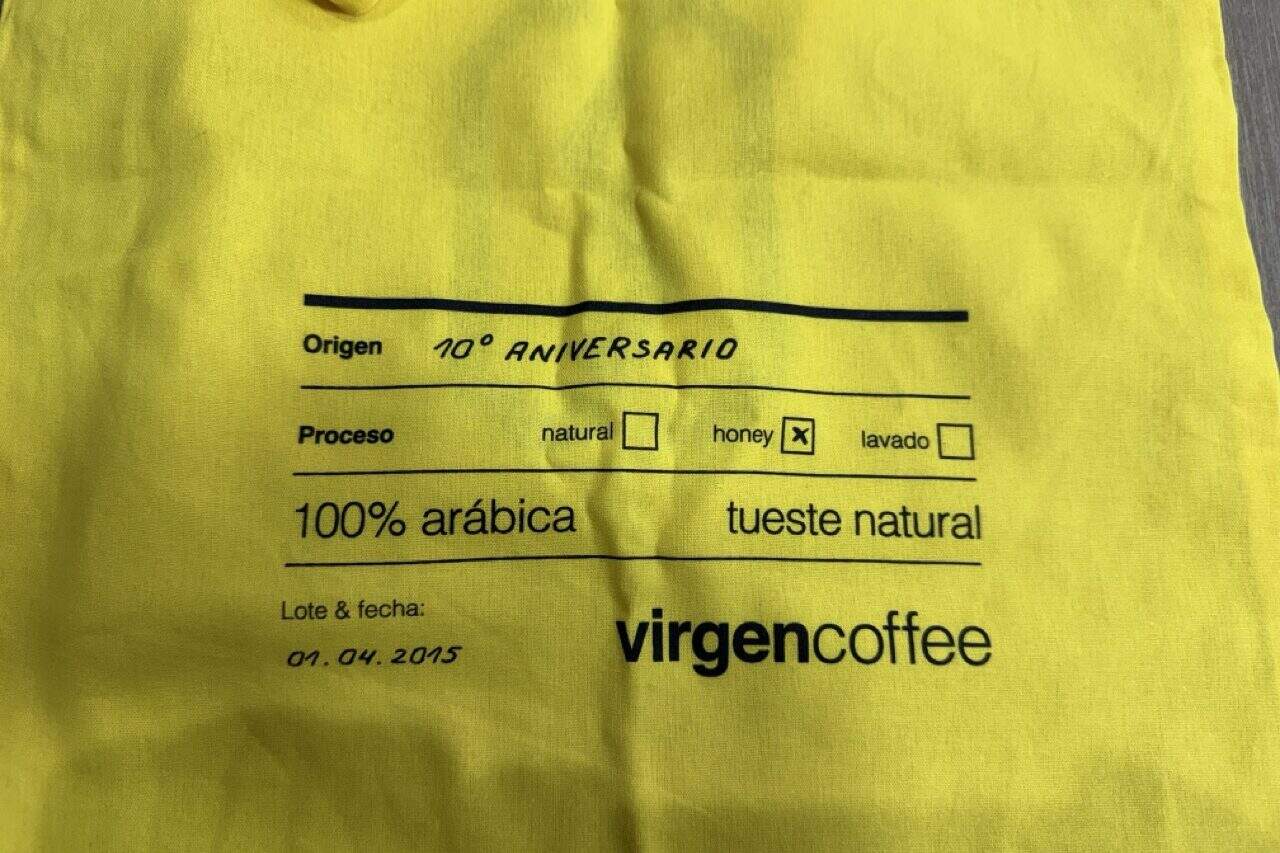 Origen 10º ANIVERSARIO
Proceso natural honey x lavado
100% arábica tueste natural
Lote & fecha:
01.04.2015
virgencoffee